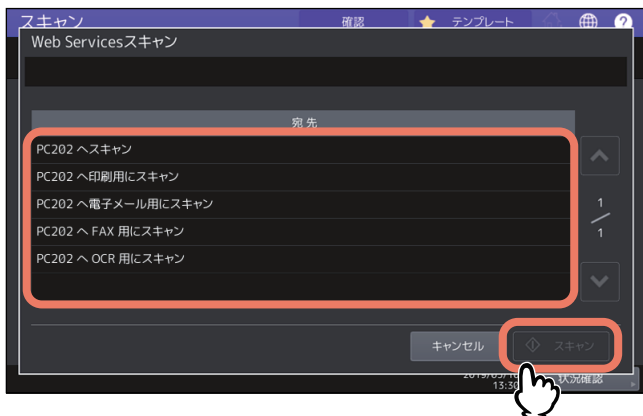 スキャン 確認 テンプレート ?
Web Servicesスキャン
宛先
PC202 へスキャン
PC202 へ印刷用にスキャン
PC202 へ電子メール用にスキャン
PC202 へ FAX 用にスキャン
PC202 へ OCR 用にスキャン
1
1
キャンセル スキャン
状況確認
13:30